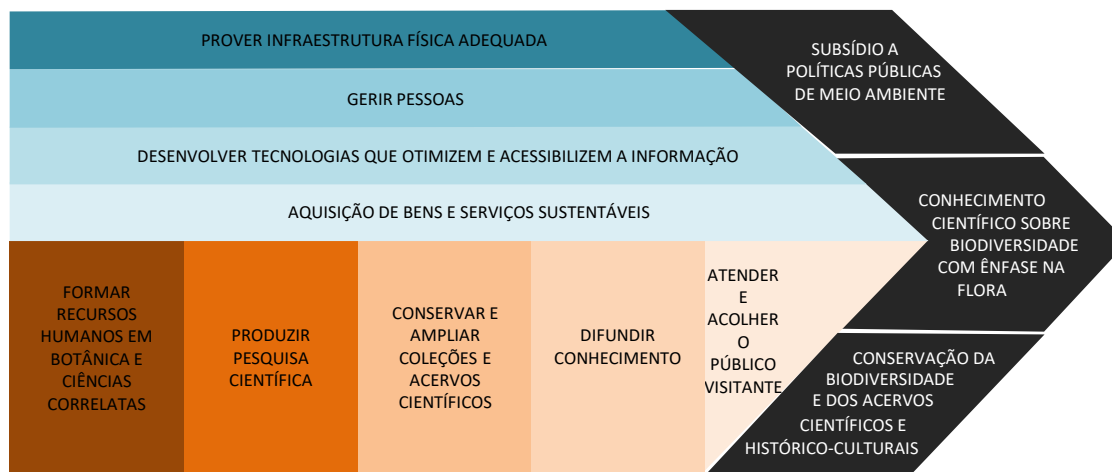 PROVER INFRAESTRUTURA FÍSICA ADEQUADA
GERIR PESSOAS
DESENVOLVER TECNOLOGIAS QUE OTIMIZEM E ACESSIBILIZEM A INFORMAÇÃO
AQUISIÇÃO DE BENS E SERVIÇOS SUSTENTÁVEIS
FORMAR
RECURSOS
HUMANOS EM
BOTÂNICA E
CIÊNCIAS
CORRELATAS
PRODUZIR
PESQUISA
CIENTÍFICA
CONSERVAR E
AMPLIAR
COLEÇÕES E
ACERVOS
CIENTÍFICOS
DIFUNDIR
CONHECIMENTO
ATENDER
E
ACOLHER
O
PÚBLICO
VISITANTE
SUBSÍDIO A
POLÍTICAS PÚBLICAS
DE MEIO AMBIENTE
CONHECIMENTO
CIENTÍFICO SOBRE
BIODIVERSIDADE
COM ÊNFASE NA
FLORA
CONSERVAÇÃO DA
BIODIVERSIDADE
E DOS ACERVOS
CIENTÍFICOS E
HISTÓRICO-CULTURAIS